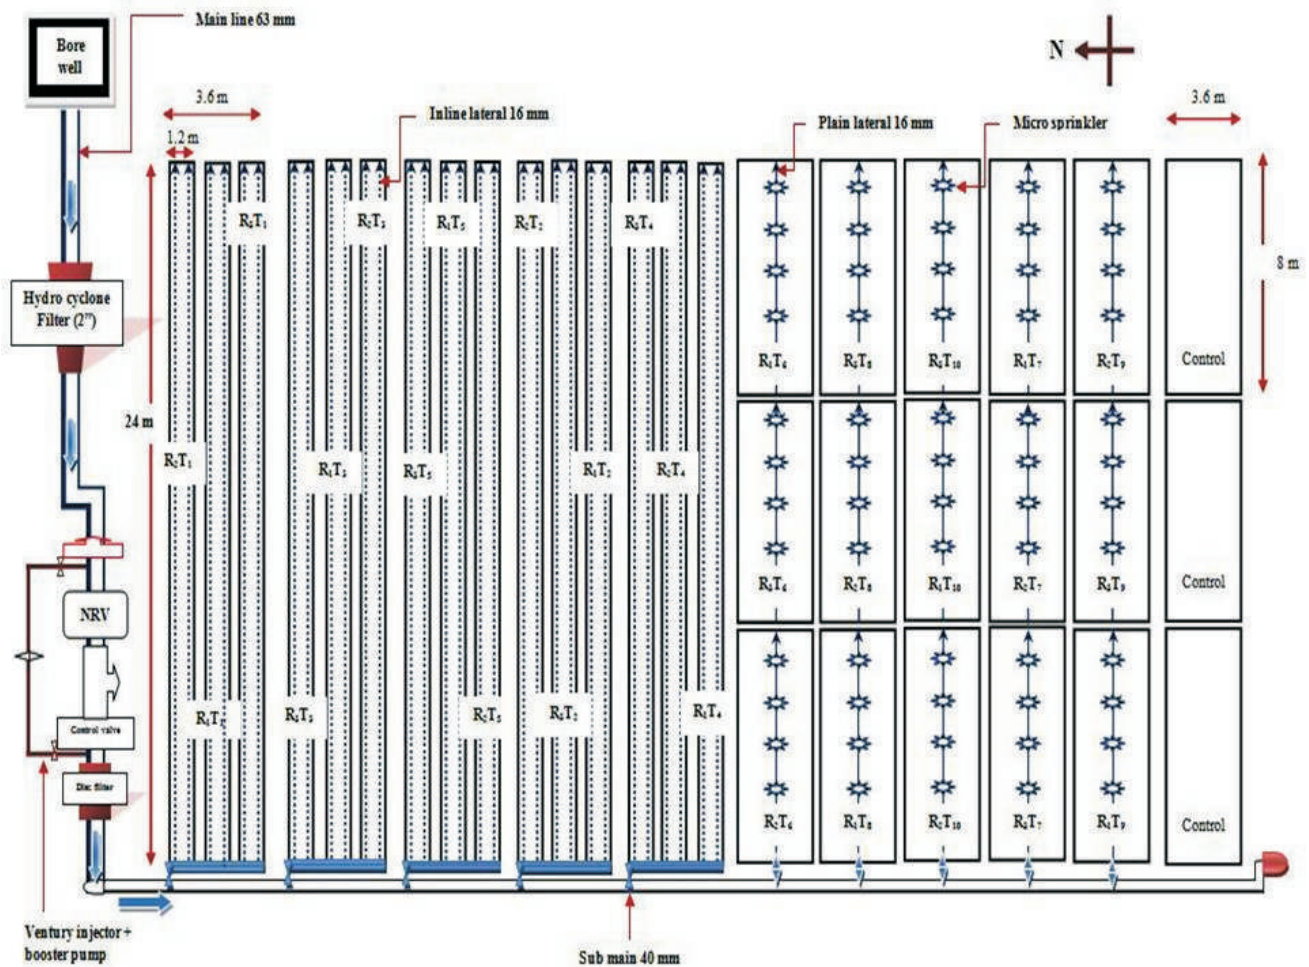 Main line 63 mm
Bore
well
N
3.6 m
Inline lateral 16 mm
Plain lateral 16 mm
Micro sprinkler
3.6 m
1.2 m
R₃T₁
R₂T₃
R₁T₅
R₂T₂
R₃T₄
8 m
Hydro cyclone
Filter (2”)
R₁T₆
R₃T₈
R₃T₁₀
R₁T₇
R₂T₉
Control
24 m
R₂T₁
R₁T₃
R₃T₅
R₁T₂
R₂T₄
R₃T₆
R₂T₈
R₁T₁₀
R₂T₇
R₃T₉
Control
NRV
R₁T₁
R₃T₃
R₂T₅
R₃T₂
R₁T₄
Control valve
Disc filter
R₂T₆
R₁T₈
R₂T₁₀
R₃T₇
R₁T₉
Control
Ventury injector +
booster pump
Sub main 40 mm